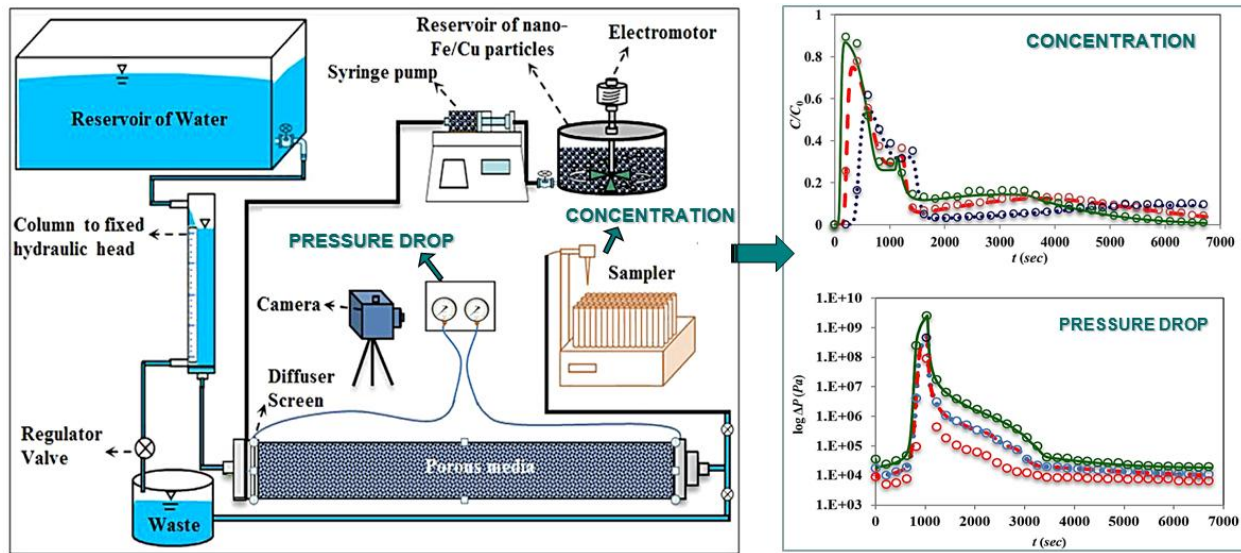 Reservoir of Water
Column to fixed
hydraulic head
Regulator
Valve
Waste
Syringe pump
Reservoir of nano-
Fe/Cu particles
Electromotor
PRESSURE DROP
CONCENTRATION
Camera
Sampler
Diffuser
Screen
Porous media
CONCENTRATION
C/C0
1
0.8
0.6
0.4
0.2
0
0 1000 2000 3000 4000 5000 6000 7000
t (sec)
PRESSURE DROP
log ΔP (Pa)
1.E+10
1.E+09
1.E+08
1.E+07
1.E+06
1.E+05
1.E+04
1.E+03
0 1000 2000 3000 4000 5000 6000 7000
t (sec)